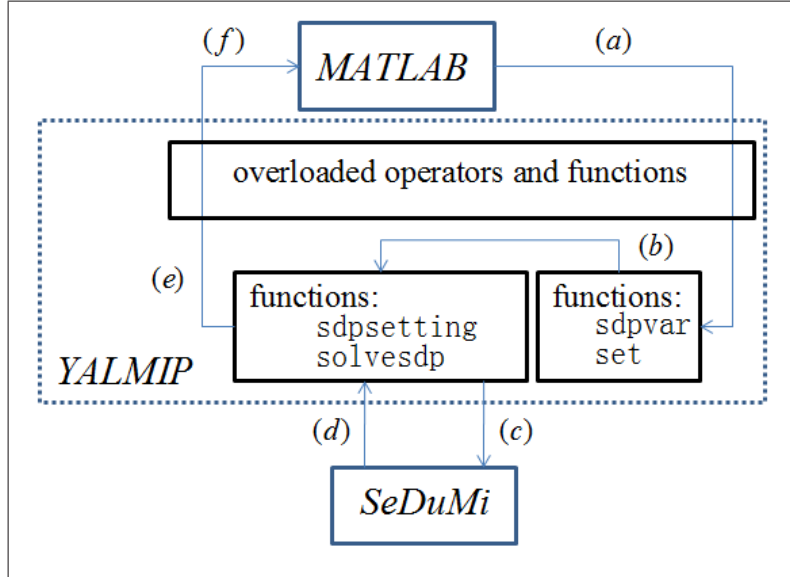 (f)
(a)
MATLAB
overloaded operators and functions
(b)
(e)
functions:
sdpsetting
solvesdp
functions:
sdpvar
set
YALMIP
(d)
(c)
SeDuMi